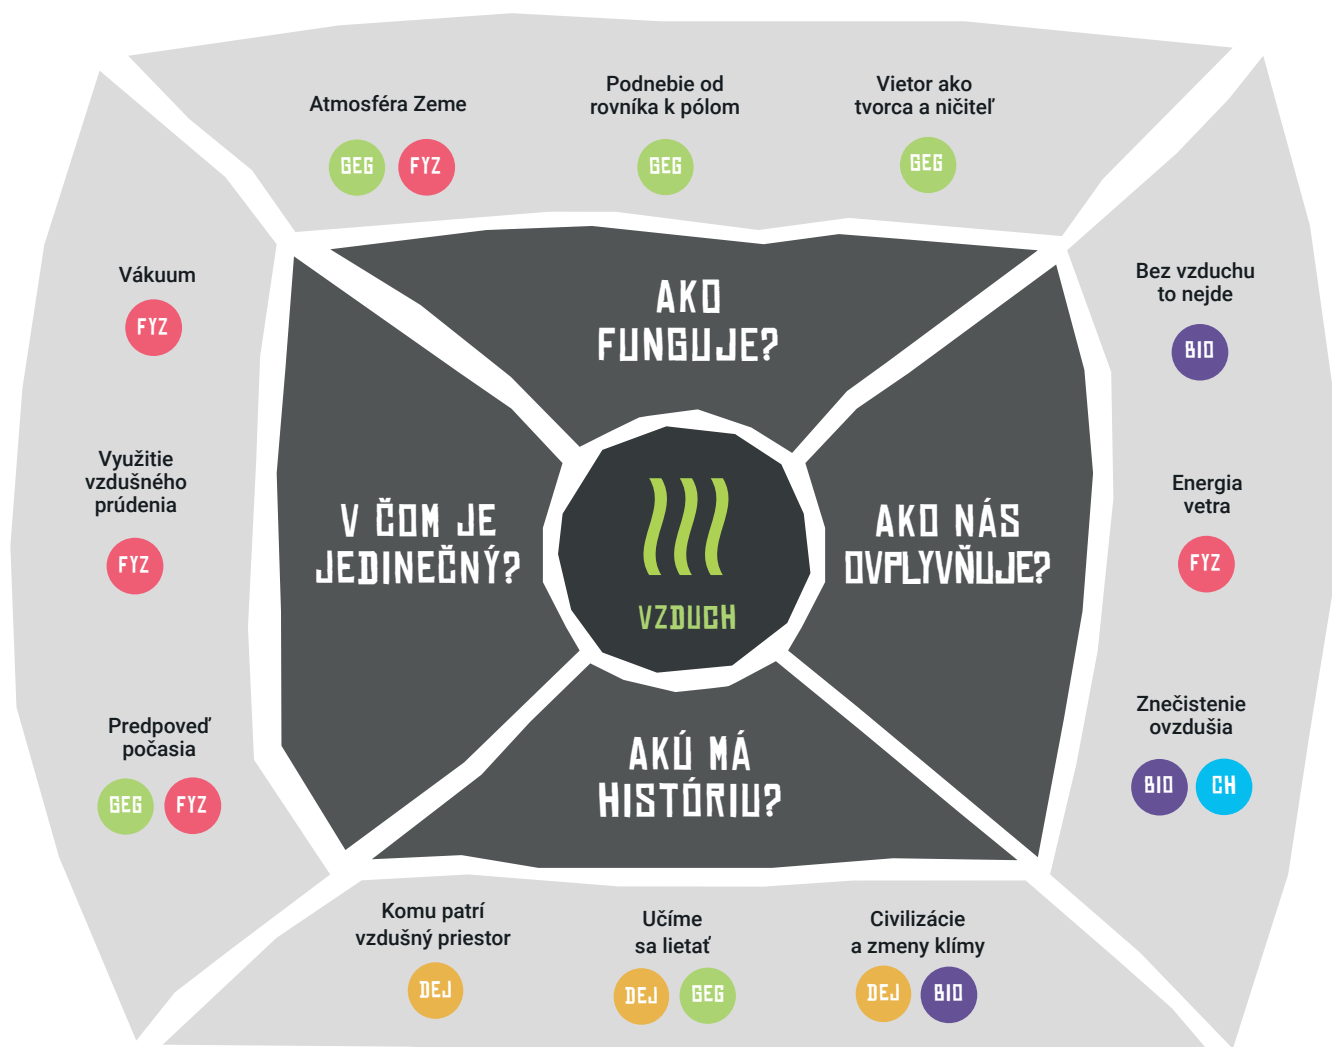 Atmosféra Zeme
GEG FYZ
Podnebie od
rovníka k pólom
GEG
Vietor ako
tvorca a ničiteľ
GEG
Vákuum
FYZ
Využitie
vzdušného
prúdenia
FYZ
Predpoveď
počasia
GEG FYZ
AKO
FUNGUJE?
V ČOM JE
JEDINEČNÝ?
VZDUCH
AKO NÁS
OVPLYVŇUJE?
AKÚ MÁ
HISTÓRIU?
Bez vzduchu
to nejde
BIO
Energia
vetra
FYZ
Znečistenie
ovzdušia
BIO CH
Komu patrí
vzdušný priestor
DEJ
Učíme
sa lietať
DEJ GEG
Civilizácie
a zmeny klímy
DEJ BIO